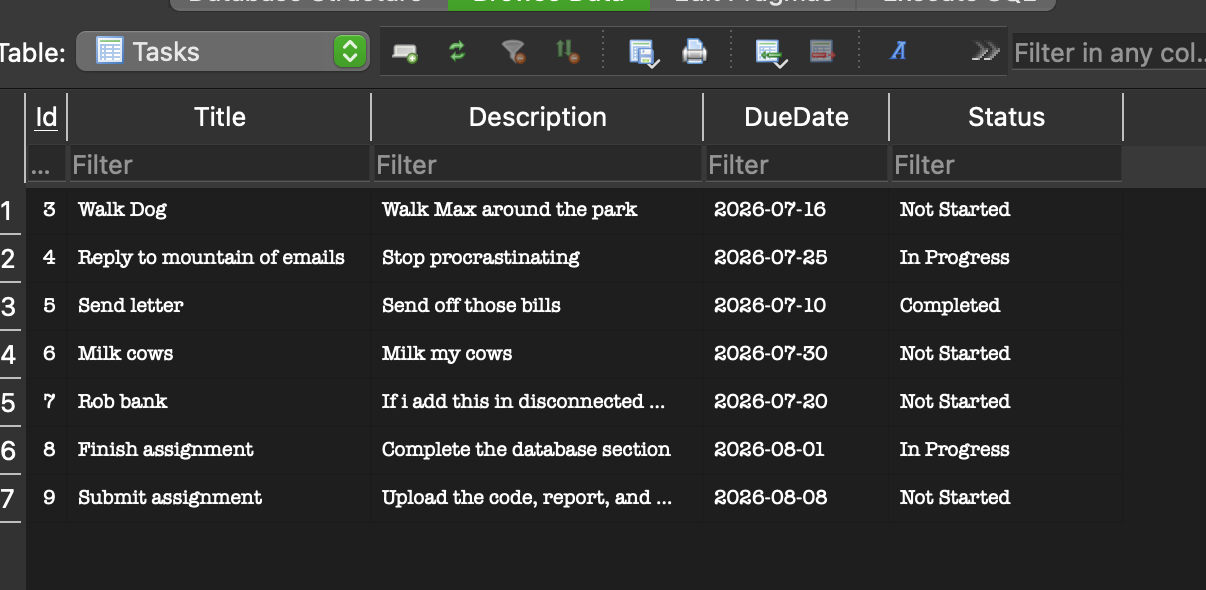 Table: Tasks Filter in any col...
Id Title Description DueDate Status
... Filter Filter Filter Filter
1 3 Walk Dog Walk Max around the park 2026-07-16 Not Started
2 4 Reply to mountain of emails Stop procrastinating 2026-07-25 In Progress
3 5 Send letter Send off those bills 2026-07-10 Completed
4 6 Milk cows Milk my cows 2026-07-30 Not Started
5 7 Rob bank If i add this in disconnected ... 2026-07-20 Not Started
6 8 Finish assignment Complete the database section 2026-08-01 In Progress
7 9 Submit assignment Upload the code, report, and ... 2026-08-08 Not Started